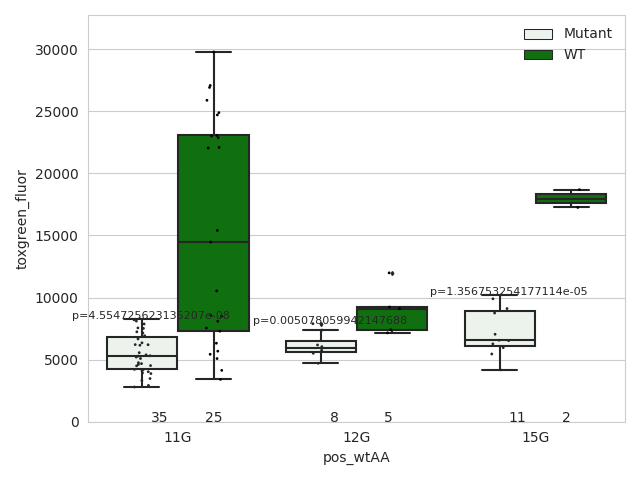 Mutant
WT
30000
25000
20000
15000
10000
5000
0
toxgreen_fluor
p=1.356753254177114e-05
p=4.554725623136207e-08
p=0.005078059942147688
35 25 8 5 11 2
11G 12G 15G
pos_wtAA